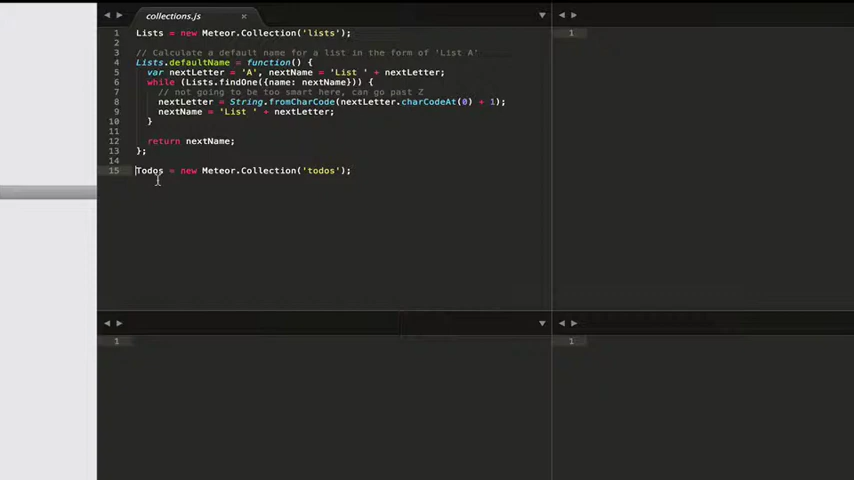 collections.js
1 Lists = new Meteor.Collection('lists');
2
3 // Calculate a default name for a list in the form of 'List A'
4 Lists.defaultName = function() {
5 var nextLetter = 'A', nextName = 'List ' + nextLetter;
6 while (Lists.findOne({name: nextName})) {
7 // not going to be too smart here, can go past Z
8 nextLetter = String.fromCharCode(nextLetter.charCodeAt(0) + 1);
9 nextName = 'List ' + nextLetter;
10 }
11
12 return nextName;
13 };
14
15 Todos = new Meteor.Collection('todos');
1
1
1